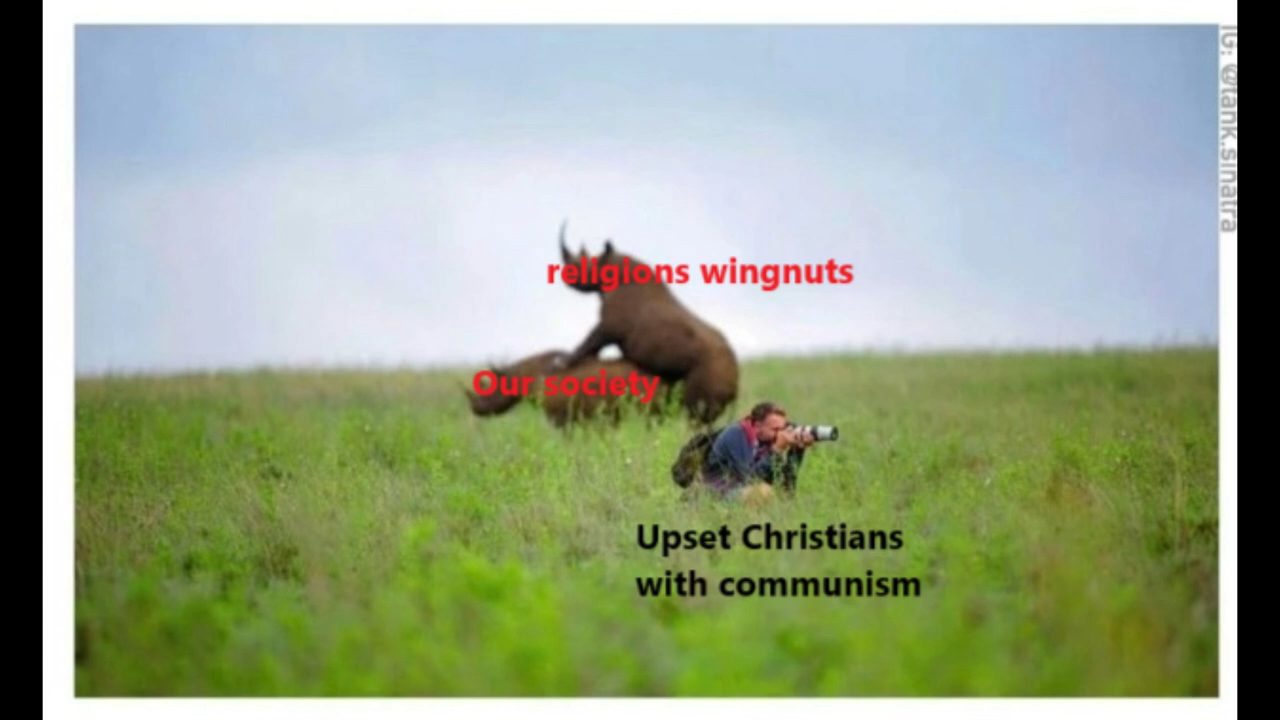 IG: @tank.sinatra
religions wingnuts
Our society
Upset Christians
with communism